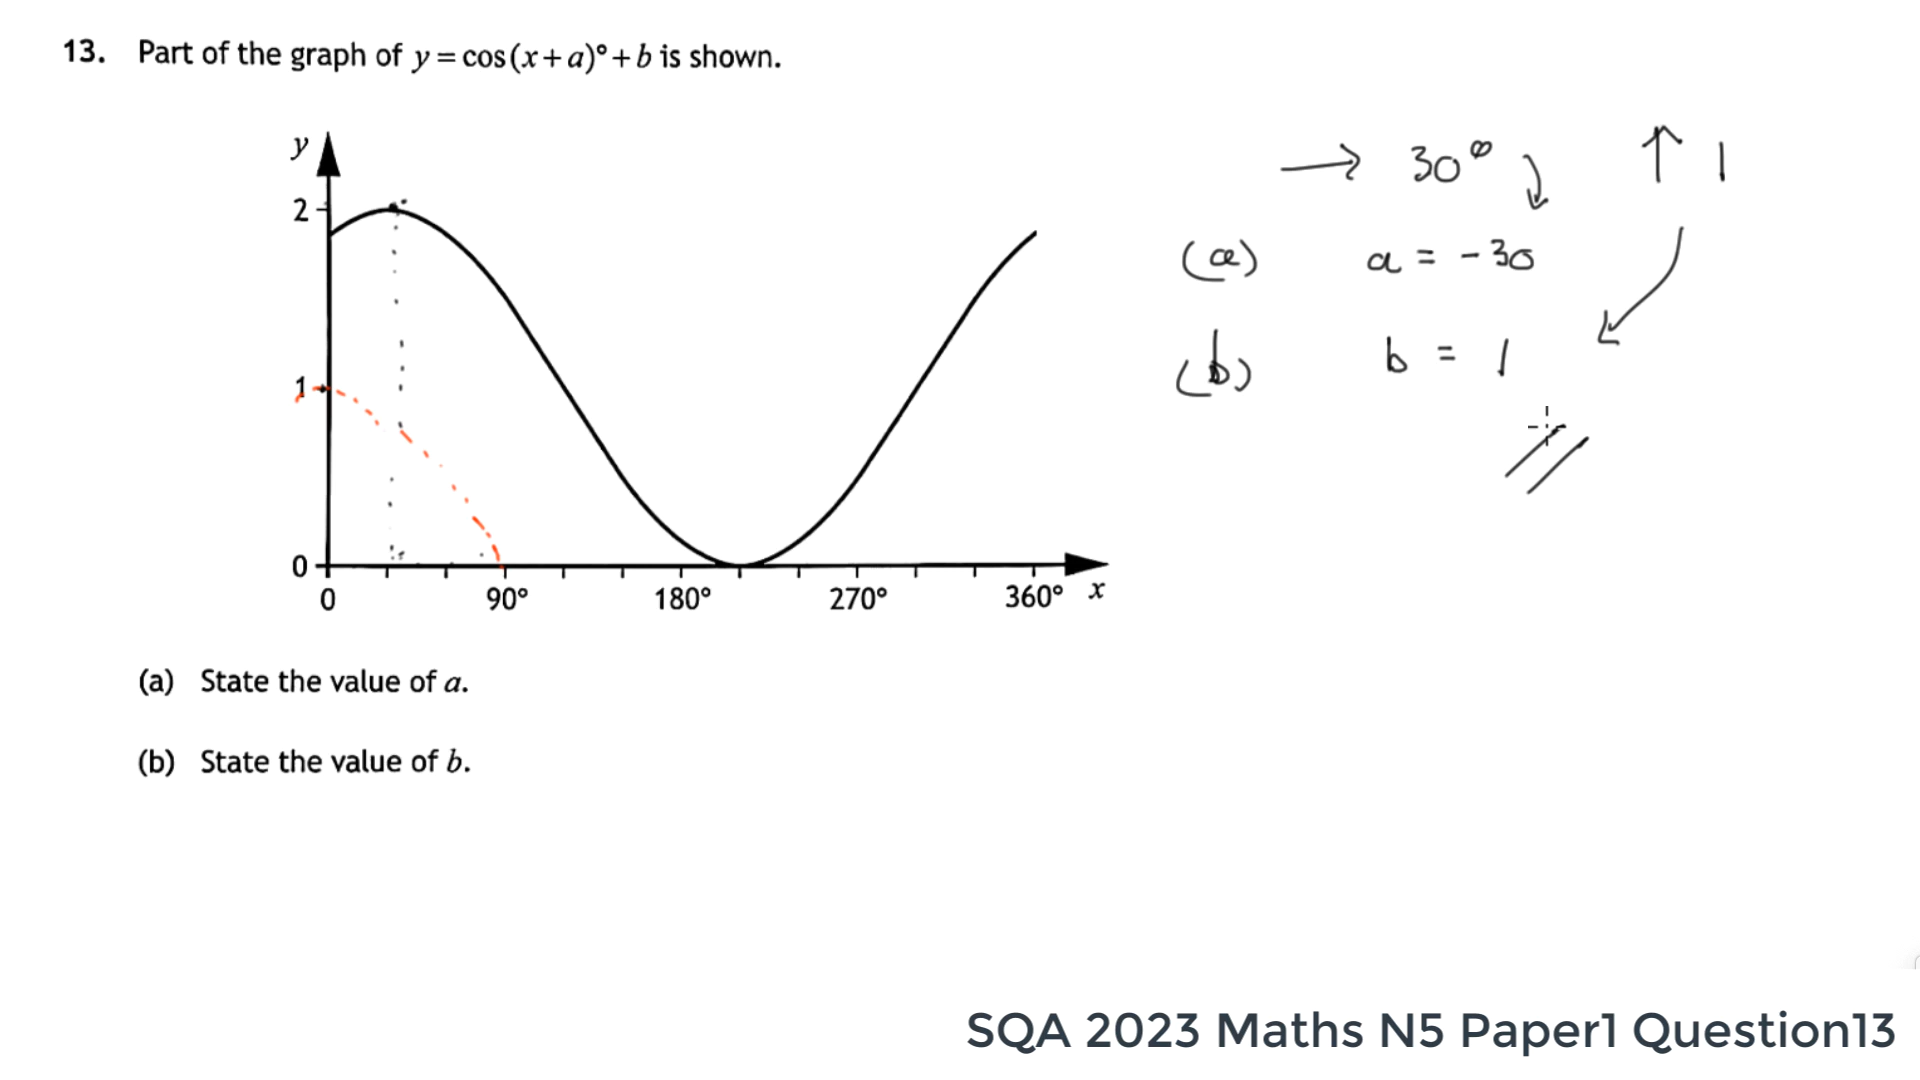 13. Part of the graph of y = cos(x + a)° + b is shown.
y
2
1
0
0 90° 180° 270° 360° x
→ 30° ↑ 1
(a) a = -30
(b) b = 1
(a) State the value of a.
(b) State the value of b.
SQA 2023 Maths N5 Paper1 Question13